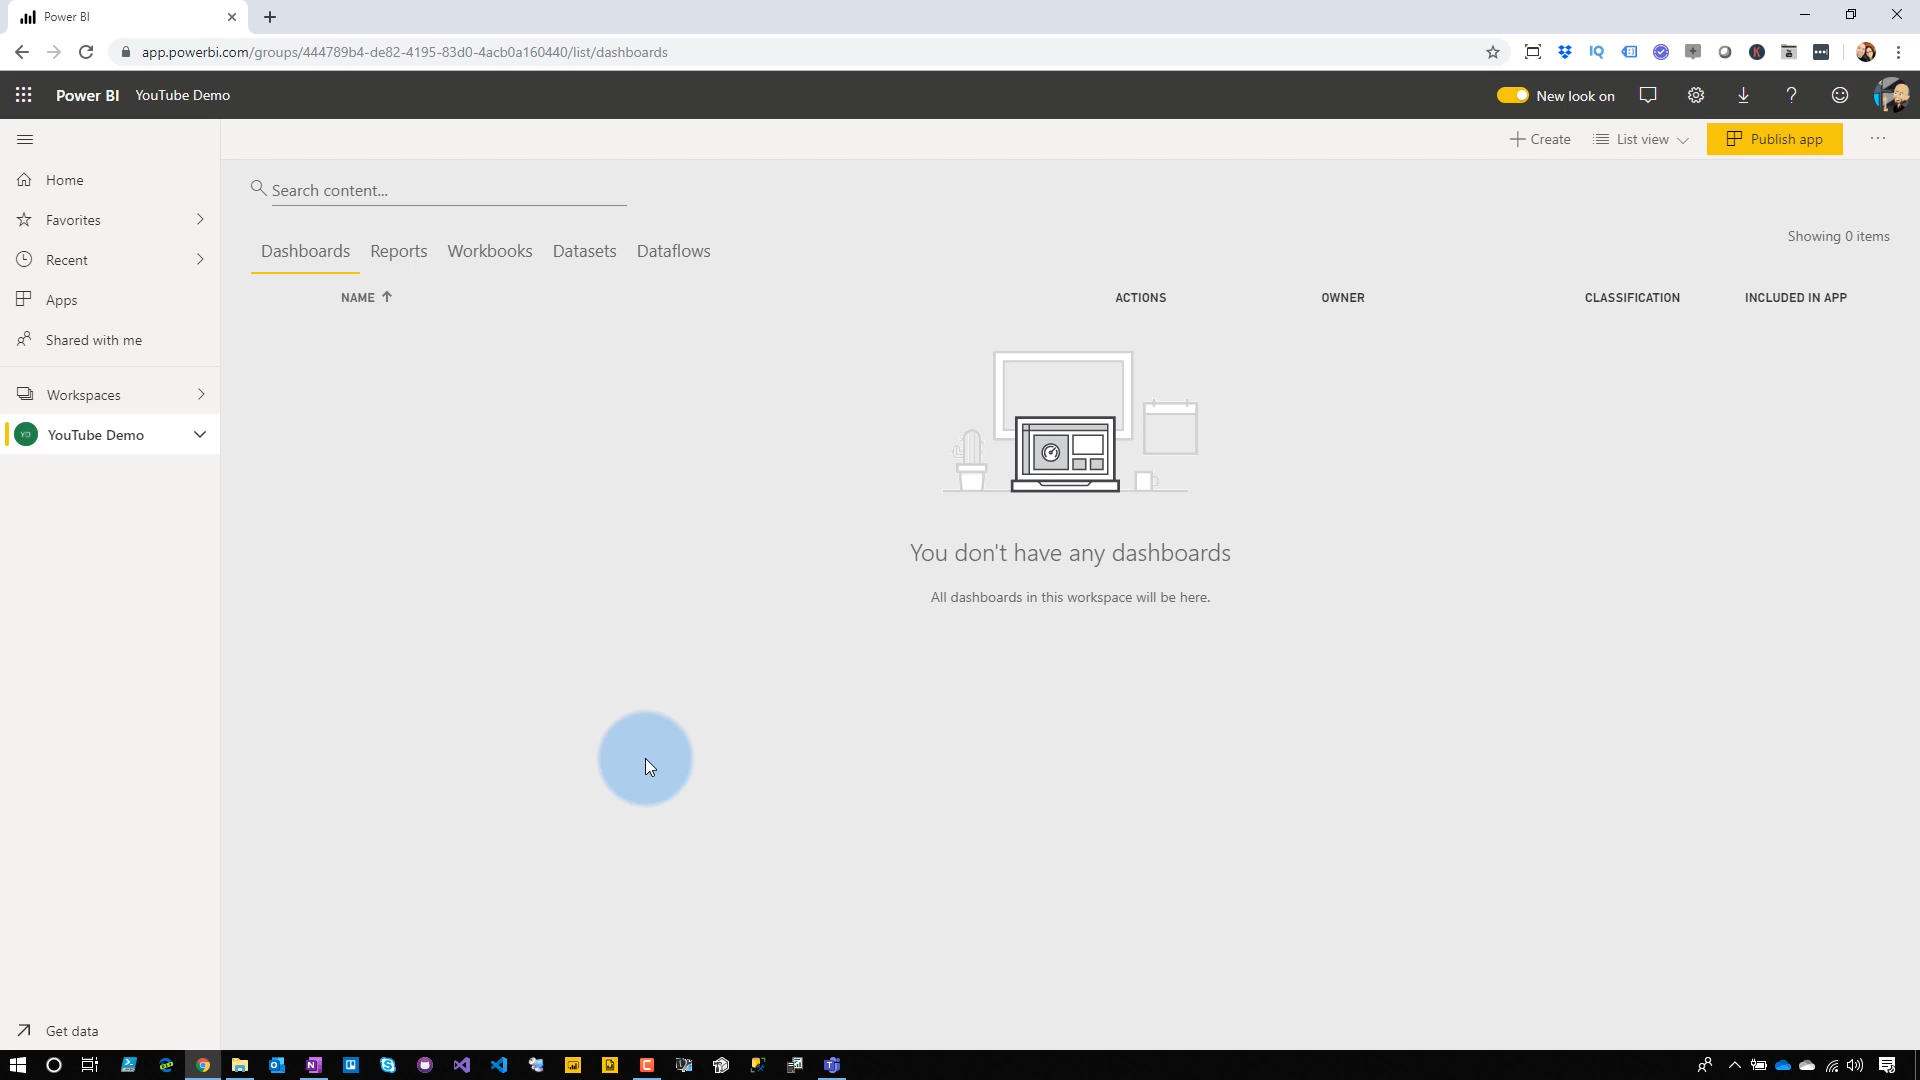 Power BI
app.powerbi.com/groups/444789b4-de82-4195-83d0-4acb0a160440/list/dashboards
Power BI YouTube Demo
New look on
Create
List view
Publish app
Home
Search content...
Favorites
Showing 0 items
Dashboards Reports Workbooks Datasets Dataflows
Recent
NAME ACTIONS OWNER CLASSIFICATION INCLUDED IN APP
Apps
Shared with me
Workspaces
YD YouTube Demo
You don't have any dashboards
All dashboards in this workspace will be here.
Get data